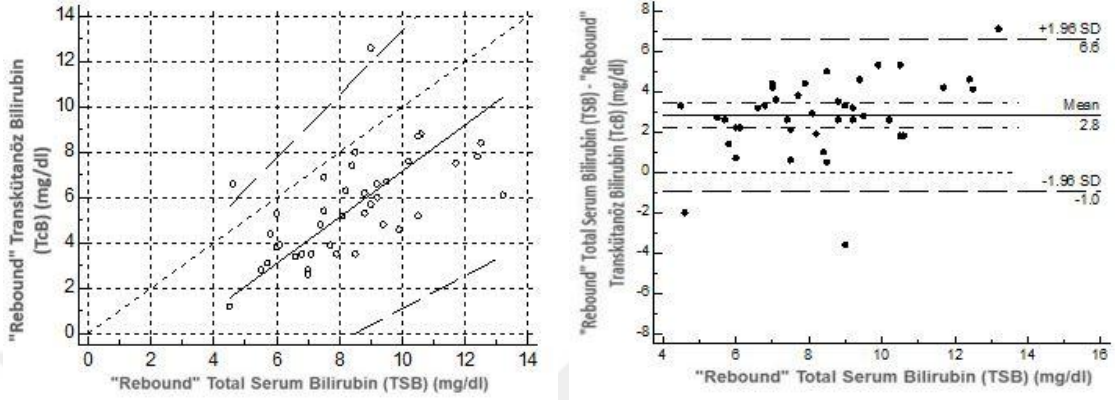 "Rebound" Transkütanöz Bilirubin
(TcB) (mg/dl)
14
12
10
8
6
4
2
0
0 2 4 6 8 10 12 14
"Rebound" Total Serum Bilirubin (TSB) (mg/dl)
"Rebound" Total Serum Bilirubin (TSB) - "Rebound"
Transkütanöz Bilirubin (TcB) (mg/dl)
8
6
4
2
0
-2
-4
-6
-8
+1.96 SD
6.6
Mean
2.8
-1.96 SD
-1.0
4 6 8 10 12 14 16
"Rebound" Total Serum Bilirubin (TSB) (mg/dl)